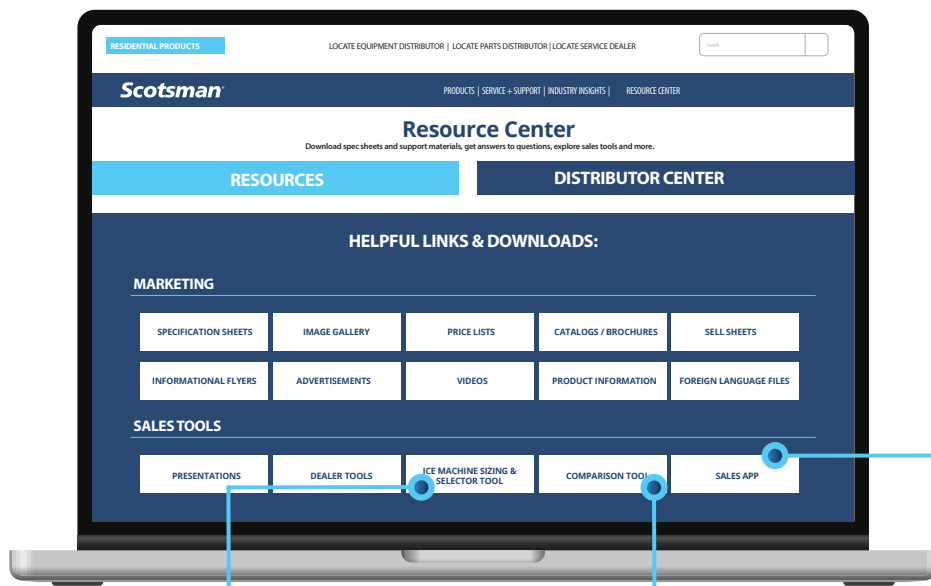 RESIDENTIAL PRODUCTS
LOCATE EQUIPMENT DISTRIBUTOR | LOCATE PARTS DISTRIBUTOR | LOCATE SERVICE DEALER
Search
Scotsman
PRODUCTS | SERVICE + SUPPORT | INDUSTRY INSIGHTS | RESOURCE CENTER
Resource Center
Download spec sheets and support materials, get answers to questions, explore sales tools and more.
RESOURCES
DISTRIBUTOR CENTER
HELPFUL LINKS & DOWNLOADS:
MARKETING
SPECIFICATION SHEETS
IMAGE GALLERY
PRICE LISTS
CATALOGS / BROCHURES
SELL SHEETS
INFORMATIONAL FLYERS
ADVERTISEMENTS
VIDEOS
PRODUCT INFORMATION
FOREIGN LANGUAGE FILES
SALES TOOLS
PRESENTATIONS
DEALER TOOLS
ICE MACHINE SIZING &
SELECTOR TOOL
COMPARISON TOOL
SALES APP